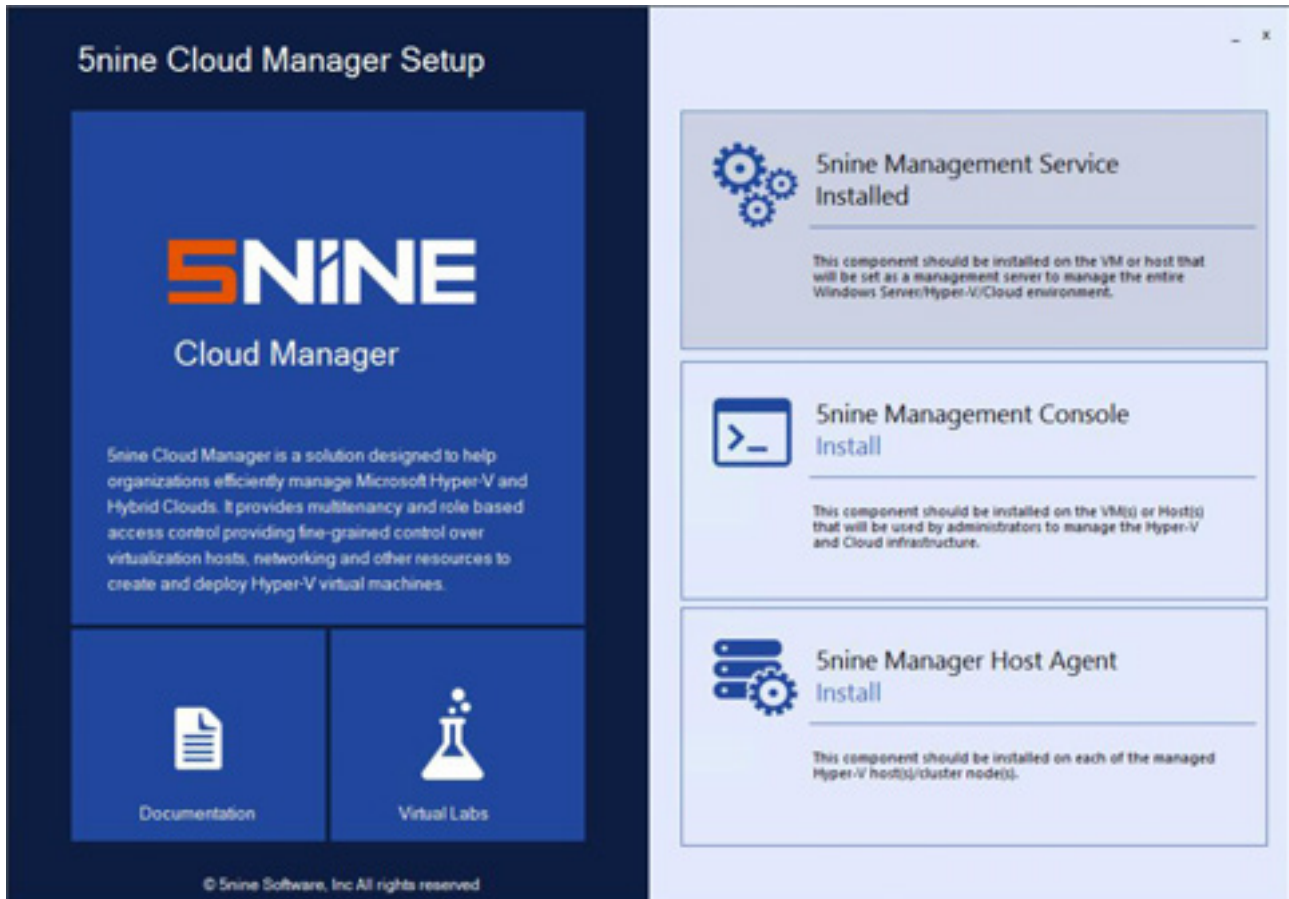 5nine Cloud Manager Setup
5NiNE
Cloud Manager
5nine Cloud Manager is a solution designed to help
organizations efficiently manage Microsoft Hyper-V and
Hybrid Clouds. It provides multitenancy and role based
access control providing fine-grained control over
virtualization hosts, networking and other resources to
create and deploy Hyper-V virtual machines.
Documentation
Virtual Labs
© 5nine Software, Inc All rights reserved
5nine Management Service
Installed
This component should be installed on the VM or host that
will be set as a management server to manage the entire
Windows Server/Hyper-V/Cloud environment.
5nine Management Console
Install
This component should be installed on the VM(s) or Host(s)
that will be used by administrators to manage the Hyper-V
and Cloud infrastructure.
5nine Manager Host Agent
Install
This component should be installed on each of the managed
Hyper-V host(s)/cluster node(s).